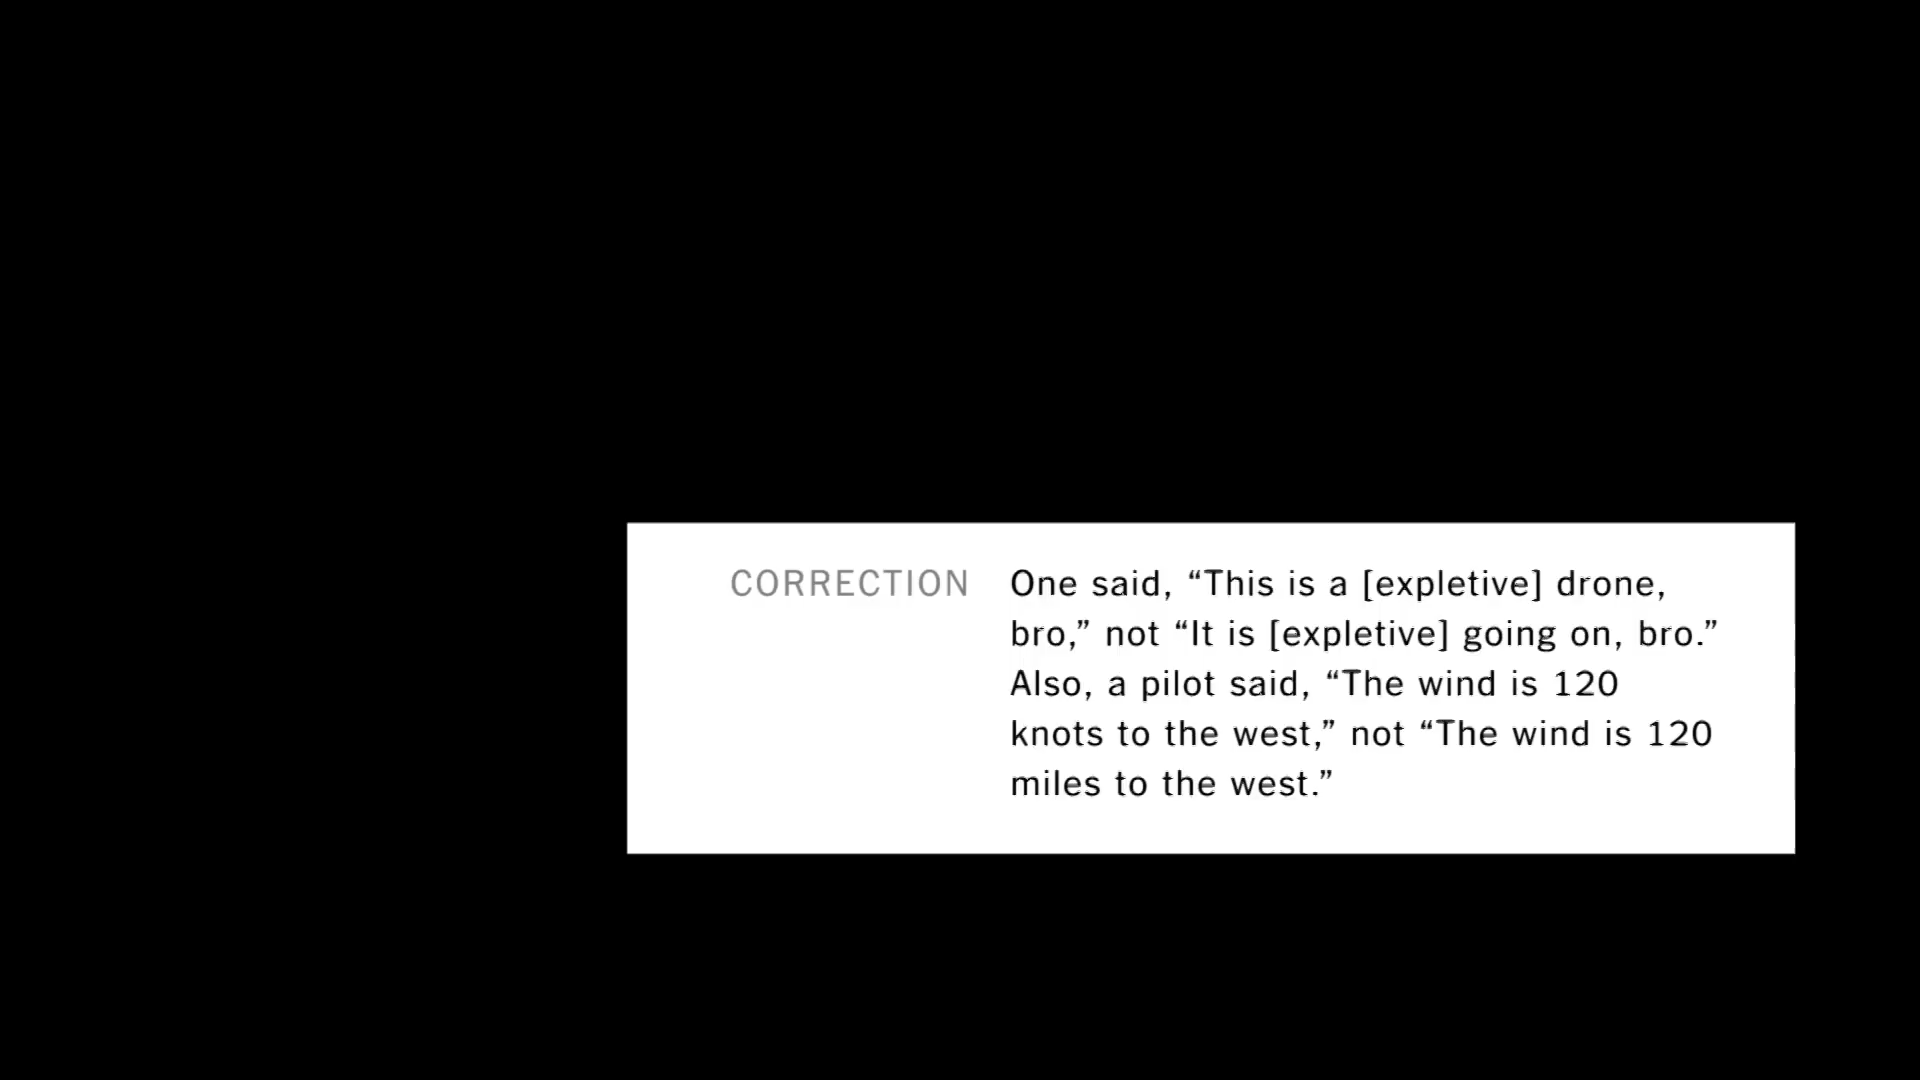 CORRECTION
One said, “This is a [expletive] drone,
bro,” not “It is [expletive] going on, bro.”
Also, a pilot said, “The wind is 120
knots to the west,” not “The wind is 120
miles to the west.”